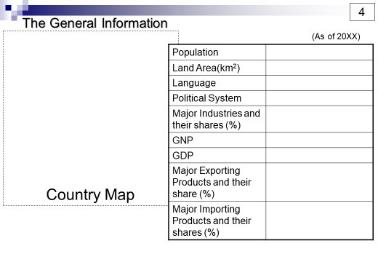 4
The General Information
(As of 20XX)
Population
Land Area(km²)
Language
Political System
Major Industries and
their shares (%)
GNP
GDP
Major Exporting
Products and their
share (%)
Major Importing
Products and their
shares (%)
Country Map